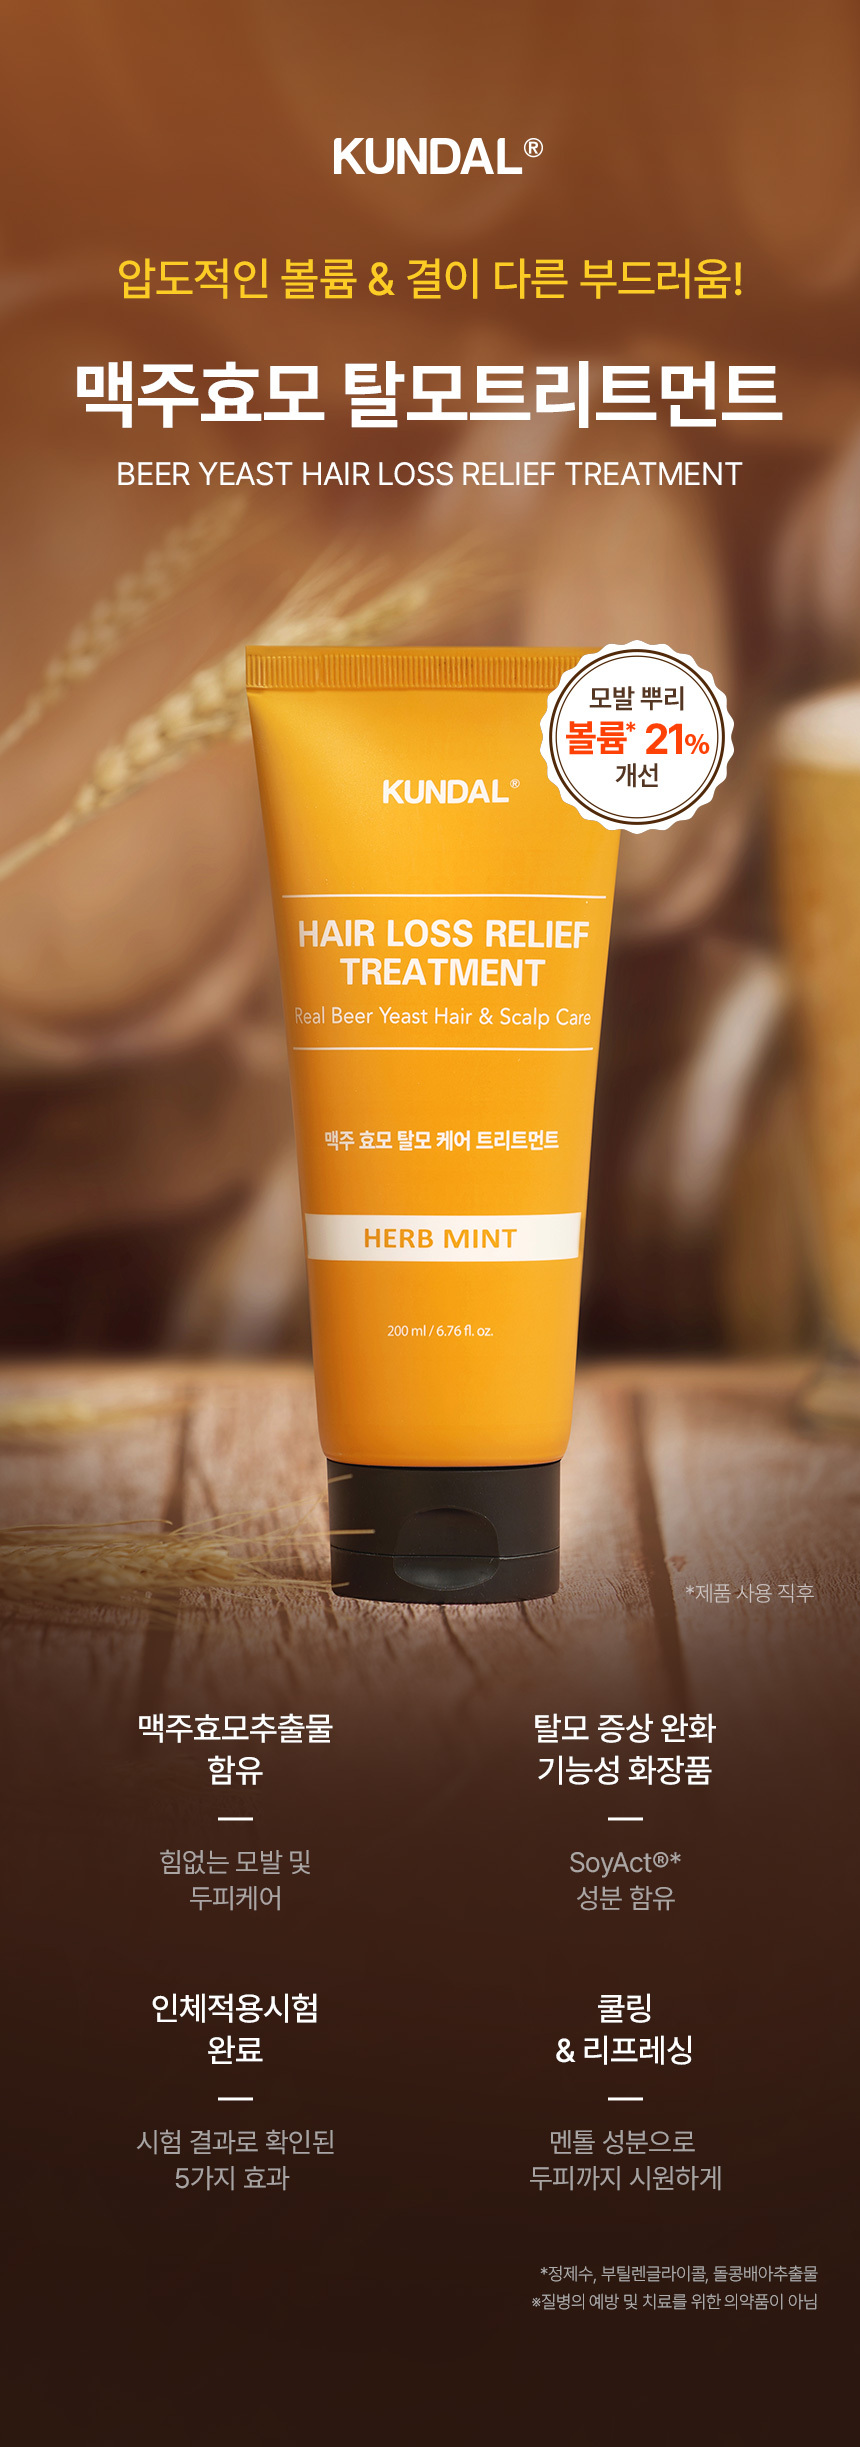 KUNDAL®
압도적인 볼륨 & 결이 다른 부드러움!
맥주효모 탈모트리트먼트
BEER YEAST HAIR LOSS RELIEF TREATMENT
모발 뿌리
볼륨* 21%
개선
KUNDAL®
HAIR LOSS RELIEF
TREATMENT
Real Beer Yeast Hair & Scalp Care
맥주 효모 탈모 케어 트리트먼트
HERB MINT
200 ml / 6.76 fl. oz.
*제품 사용 직후
맥주효모추출물
함유
힘없는 모발 및
두피케어
탈모 증상 완화
기능성 화장품
SoyAct®*
성분 함유
인체적용시험
완료
시험 결과로 확인된
5가지 효과
쿨링
& 리프레싱
멘톨 성분으로
두피까지 시원하게
*정제수, 부틸렌글라이콜, 돌콩배아추출물
※질병의 예방 및 치료를 위한 의약품이 아님